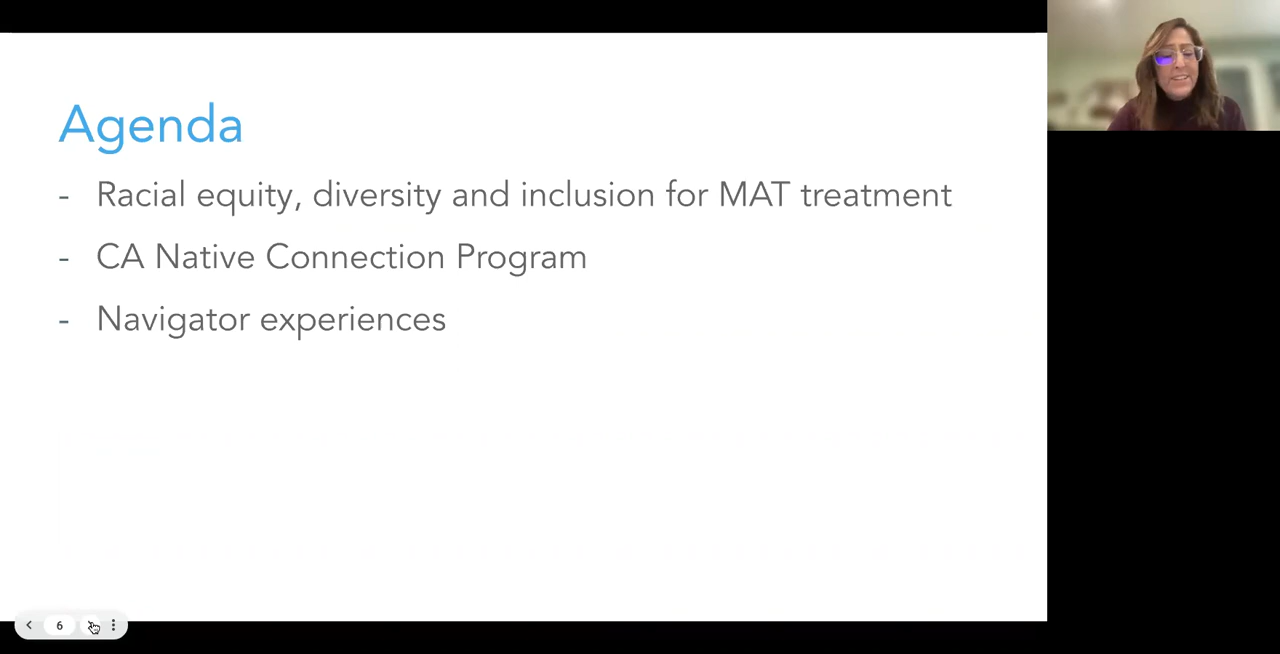 Agenda
- Racial equity, diversity and inclusion for MAT treatment
- CA Native Connection Program
- Navigator experiences
6